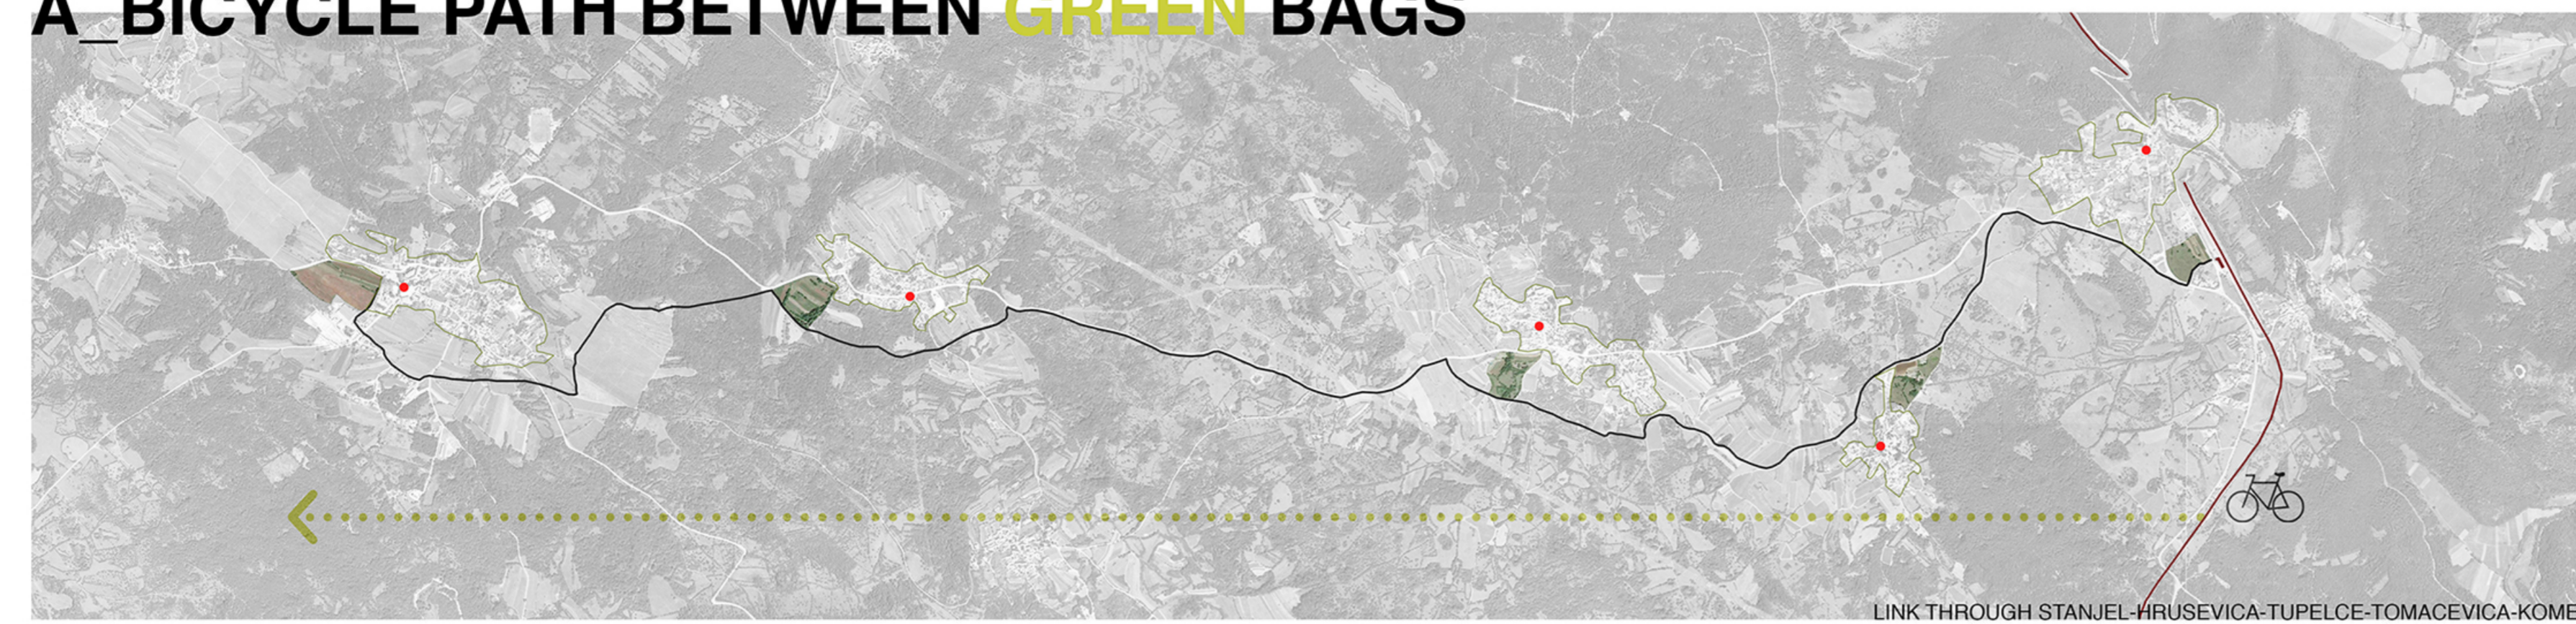 A_BICYCLE PATH BETWEEN GREEN BAGS
LINK THROUGH STANJEL-HRUSEVICA-TUPELCE-TOMACEVICA-KOME